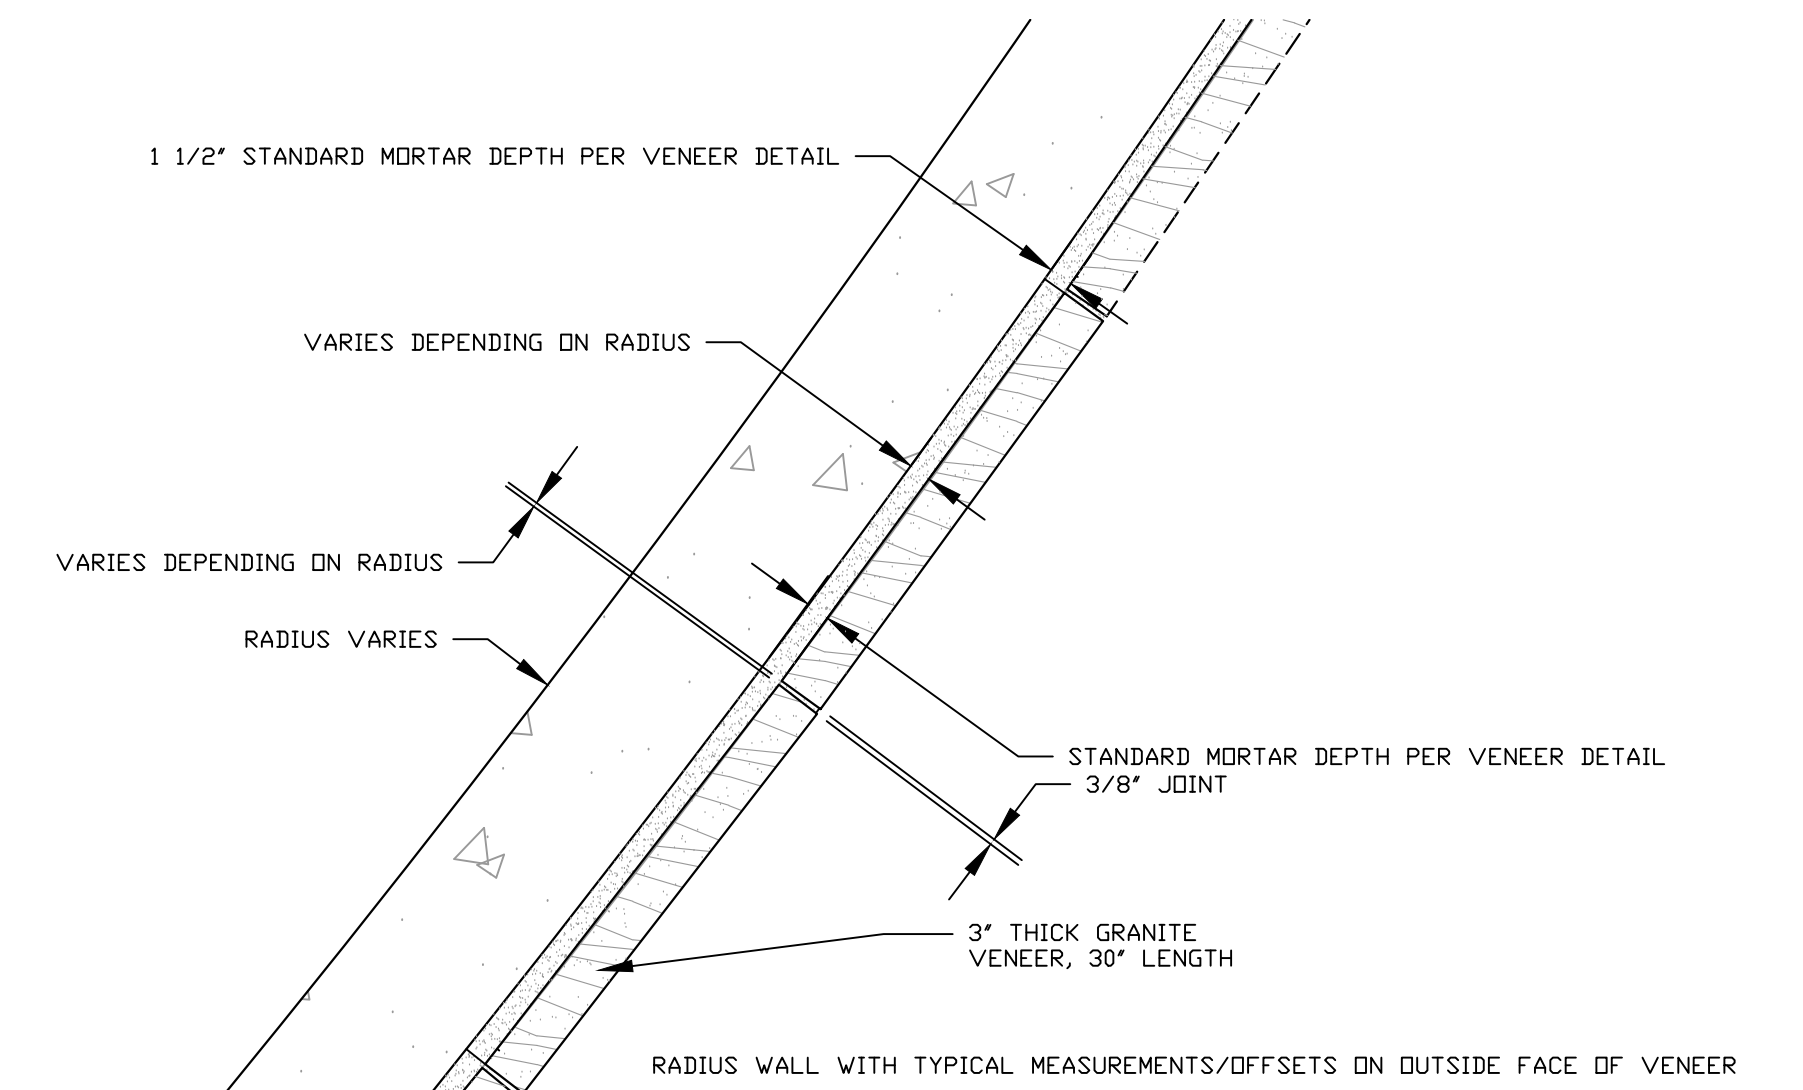 1 1/2" STANDARD MORTAR DEPTH PER VENEER DETAIL
VARIES DEPENDING ON RADIUS
VARIES DEPENDING ON RADIUS
RADIUS VARIES
STANDARD MORTAR DEPTH PER VENEER DETAIL
3/8" JOINT
3" THICK GRANITE
VENEER, 30" LENGTH
RADIUS WALL WITH TYPICAL MEASUREMENTS/OFFSETS ON OUTSIDE FACE OF VENEER